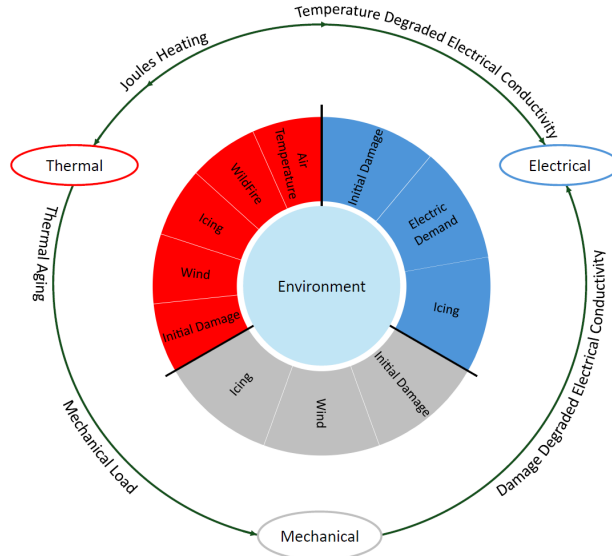 Temperature Degraded Electrical Conductivity
Joules Heating
Thermal
Electrical
Air
Temperature
WildFire
Icing
Wind
Initial Damage
Initial Damage
Electric
Demand
Icing
Environment
Icing
Wind
Initial Damage
Thermal Aging
Mechanical Load
Damage Degraded Electrical Conductivity
Mechanical